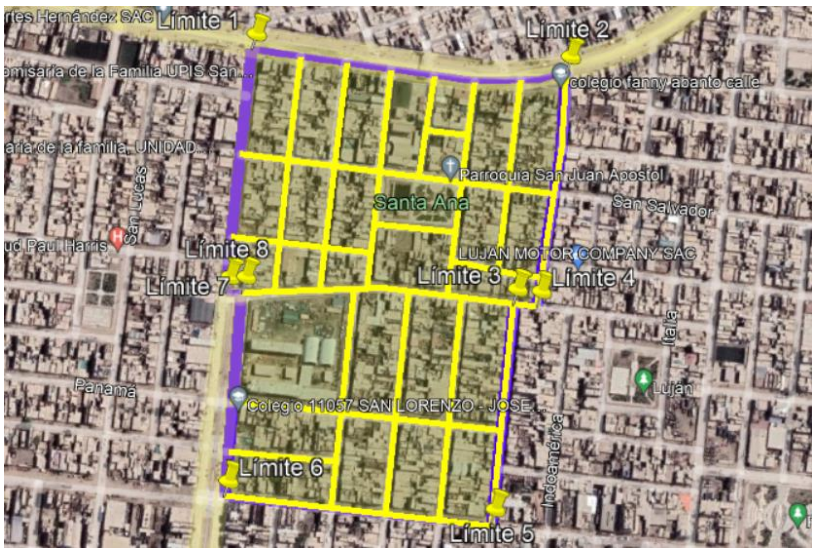 rtes Hernández SAC
Límite 1
Límite 2
omisaria de la Familia UPIS San...
colegio fanny abanto calle
aria de la familia, UNIDAD...
Parroquia San Juan Apostol
San Lucas
Santa Ana
San Salvador
ud Paul Harris
Límite 8
LUJAN MOTOR COMPANY SAC
Límite 7
Límite 3
Límite 4
Italia
Panamá
Luján
Colegio 11057 SAN LORENZO - JOSE...
Indoamérica
Límite 6
Límite 5